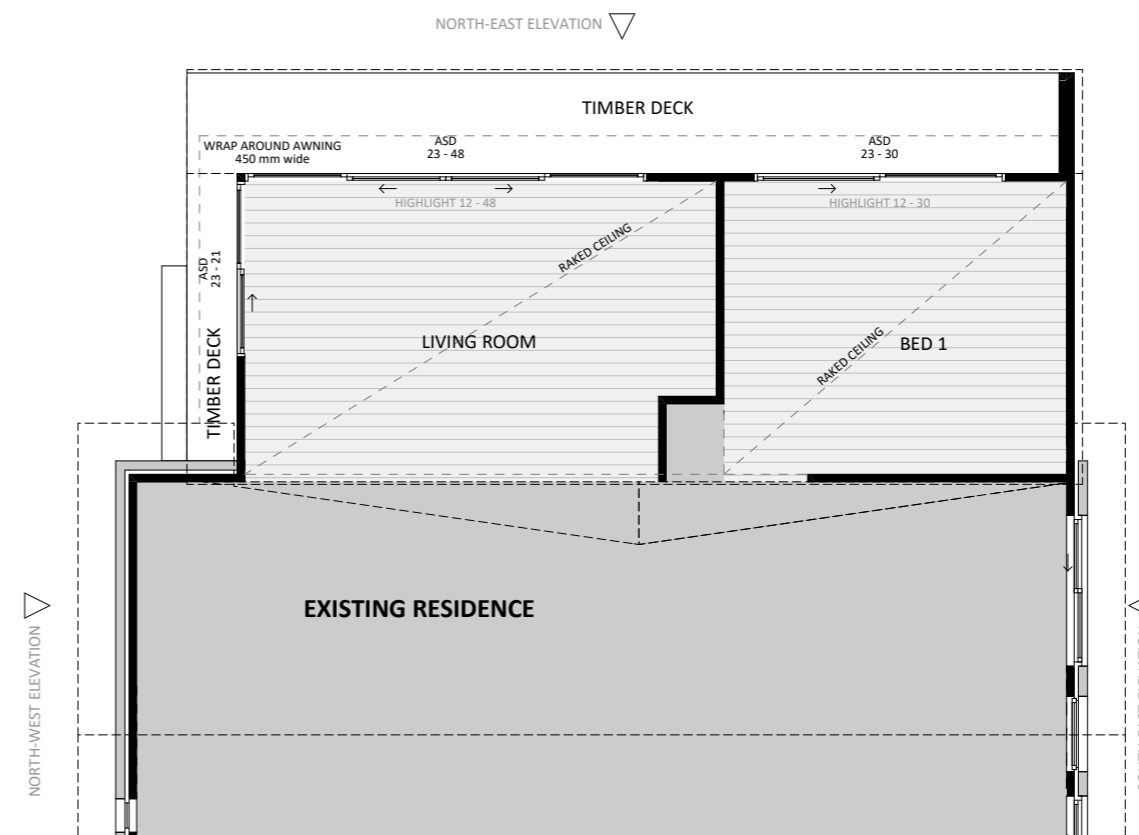 NORTH-EAST ELEVATION
TIMBER DECK
WRAP AROUND AWNING
450 mm wide
ASD
23 - 48
ASD
23 - 30
HIGHLIGHT 12 - 48
HIGHLIGHT 12 - 30
ASD
23 - 21
RAKED CEILING
LIVING ROOM
RAKED CEILING
BED 1
TIMBER DECK
EXISTING RESIDENCE
NORTH-WEST ELEVATION